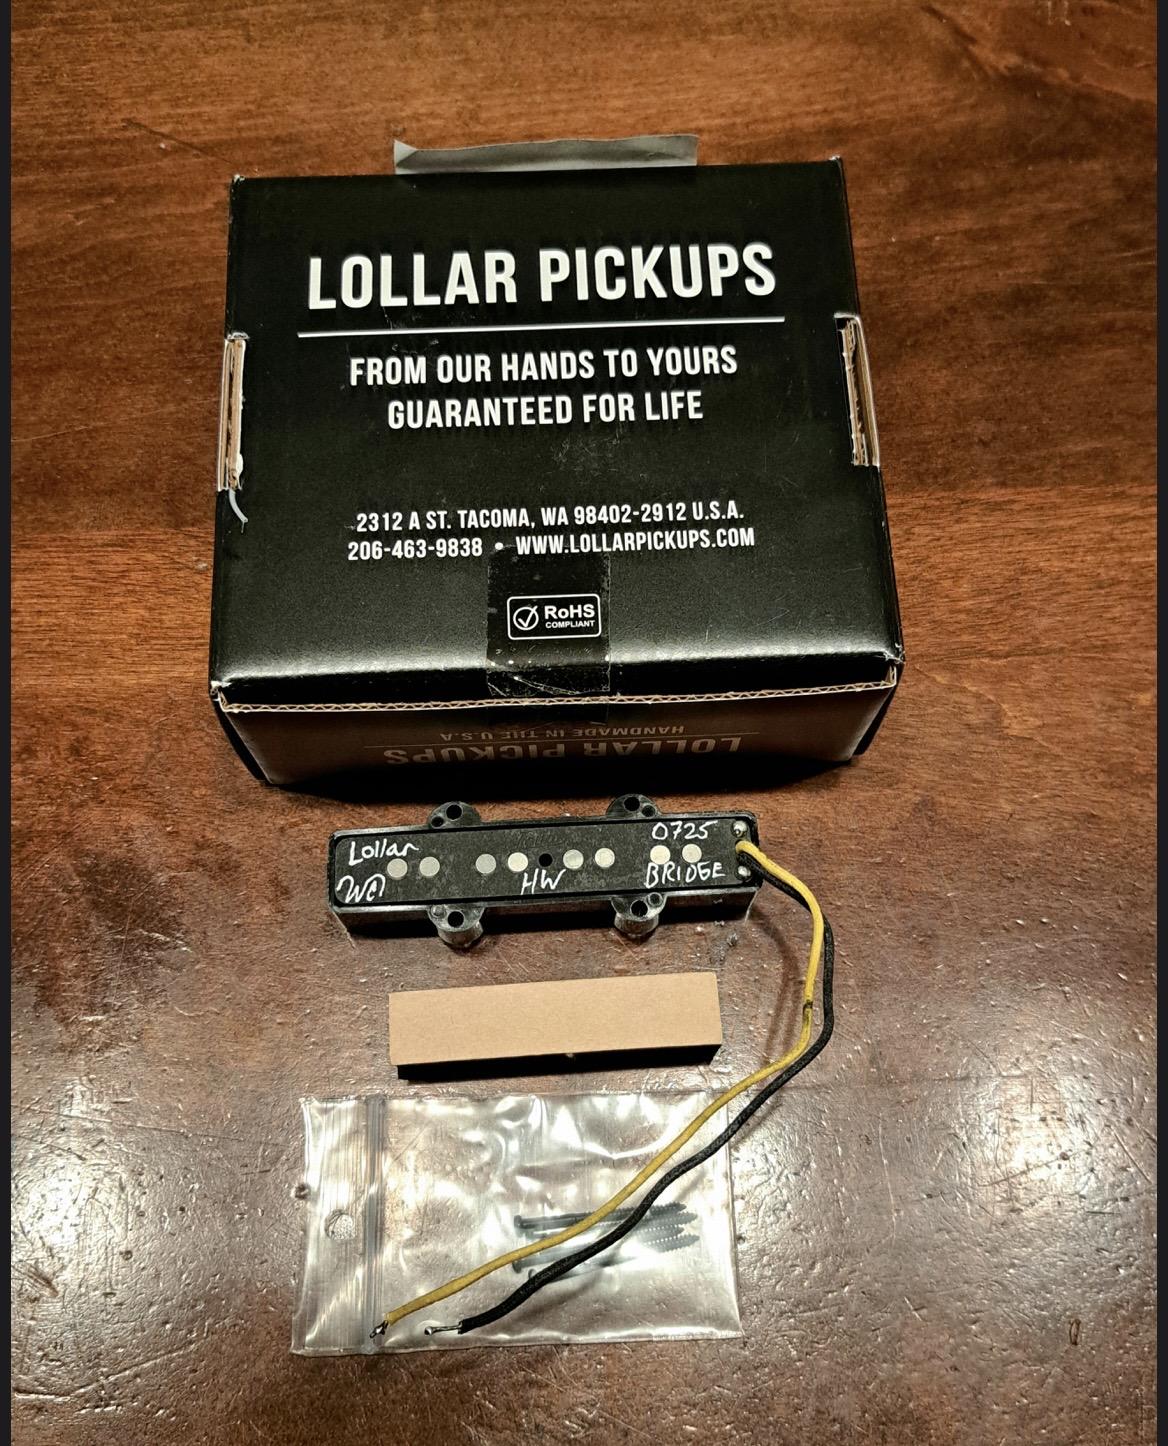 LOLLAR PICKUPS
FROM OUR HANDS TO YOURS
GUARANTEED FOR LIFE
2312 A ST. TACOMA, WA 98402-2912 U.S.A.
206-463-9838 • WWW.LOLLARPICKUPS.COM
RoHS
COMPLIANT
HANDMADE IN THE U.S.A
LOLLAR PICKUPS
Lollar
0725
HW
BRIDGE